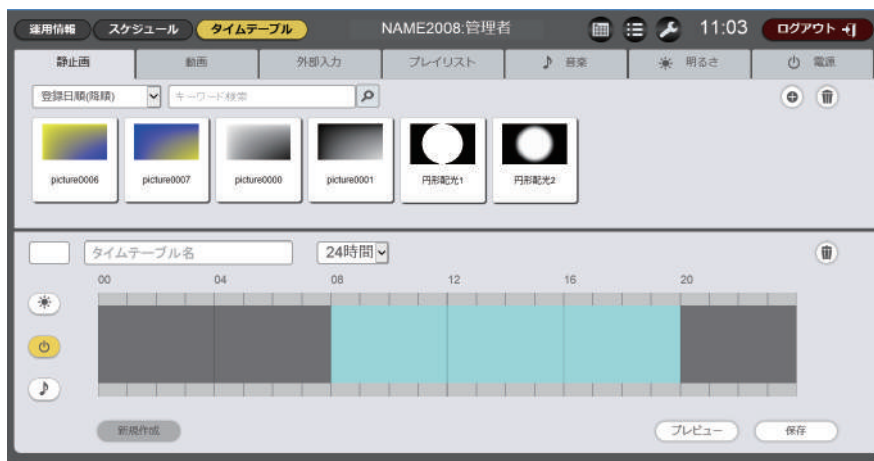 運用情報 スケジュール タイムテーブル NAME2008:管理者 11:03 ログアウト
静止画 動画 外部入力 プレイリスト 音楽 明るさ 電源
登録日順(降順) キーワード検索
picture0006 picture0007 picture0000 picture0001 円形配光1 円形配光2
タイムテーブル名 24時間
00 04 08 12 16 20
新規作成 プレビュー 保存